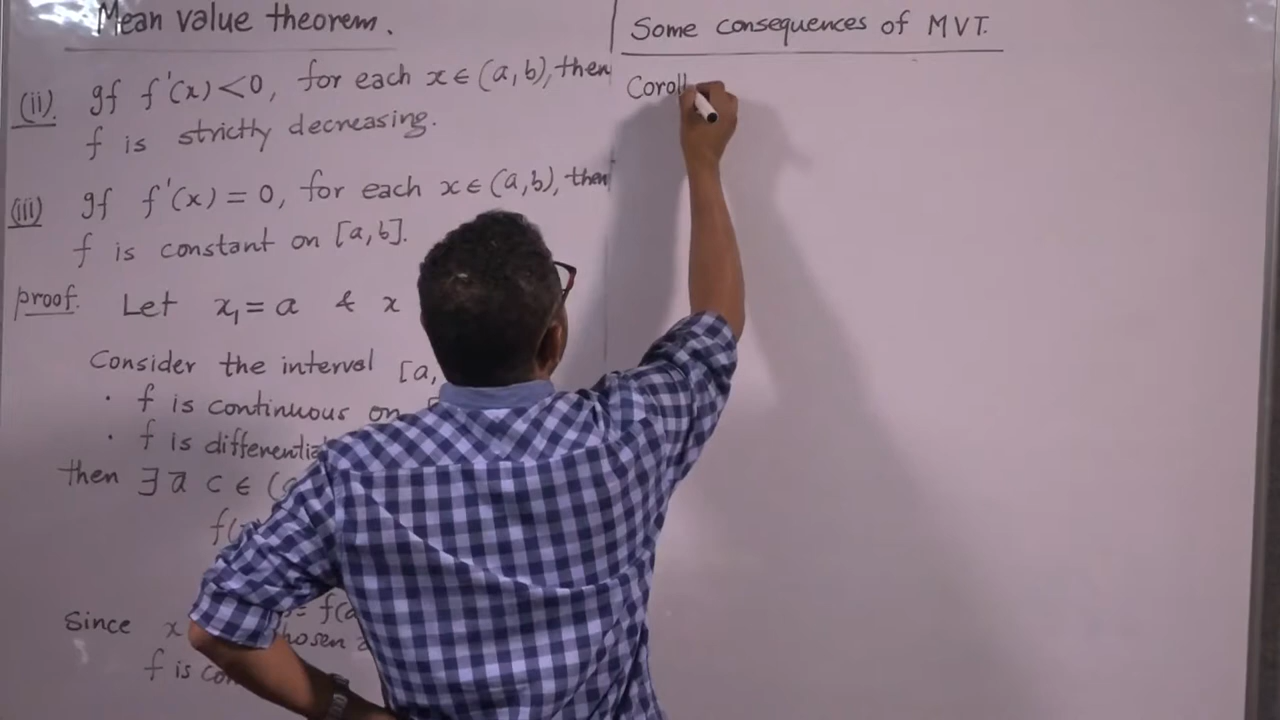 Mean value theorem.
(ii). If f'(x) < 0, for each x ∈ (a, b), then
f is strictly decreasing.
(iii) If f'(x) = 0, for each x ∈ (a, b), then
f is constant on [a, b].
proof. Let x₁ = a & x
Consider the interval [a,
· f is continuous on [
· f is differentia
then ∃ a c ∈ (
f(
= f(a
Since x hosen
f is con
Some consequences of MVT.
Coroll